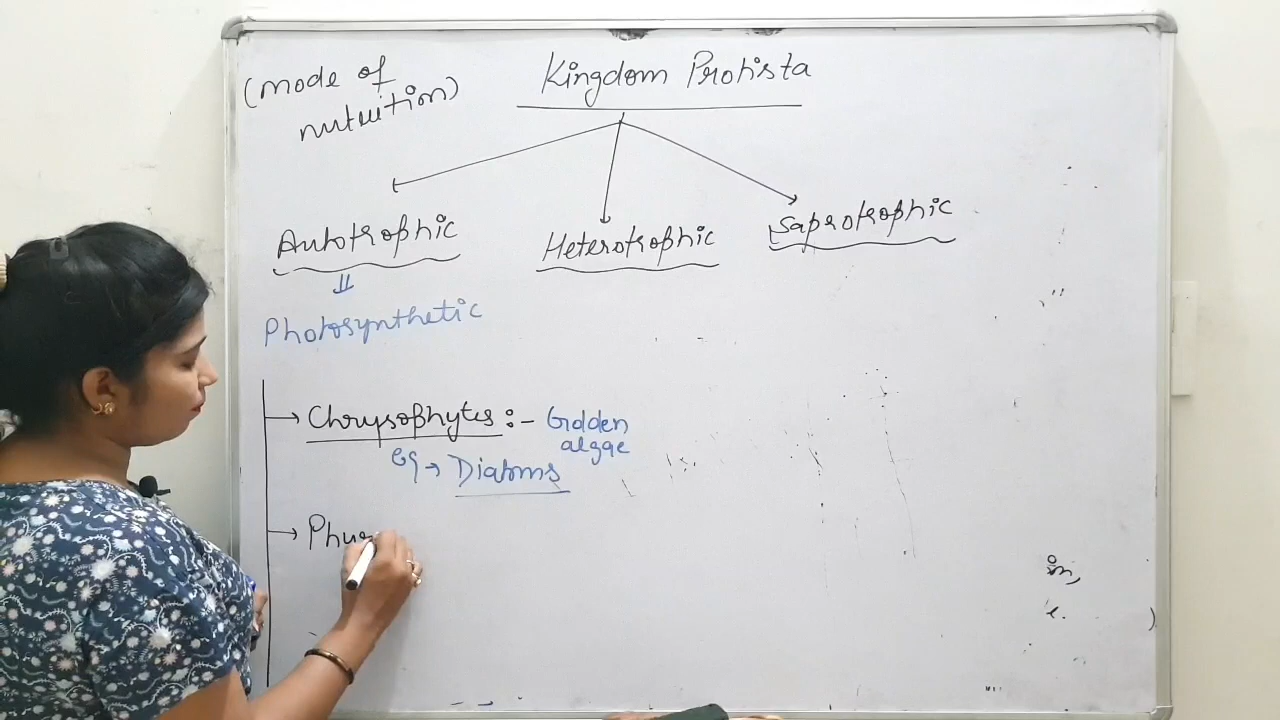 (mode of
nutrition)
Kingdom Protista
Autotrophic
Heterotrophic
Saprotrophic
⇓
Photosynthetic
→ Chrysophytes :- Golden
algae
eg → Diatoms
→ Phy